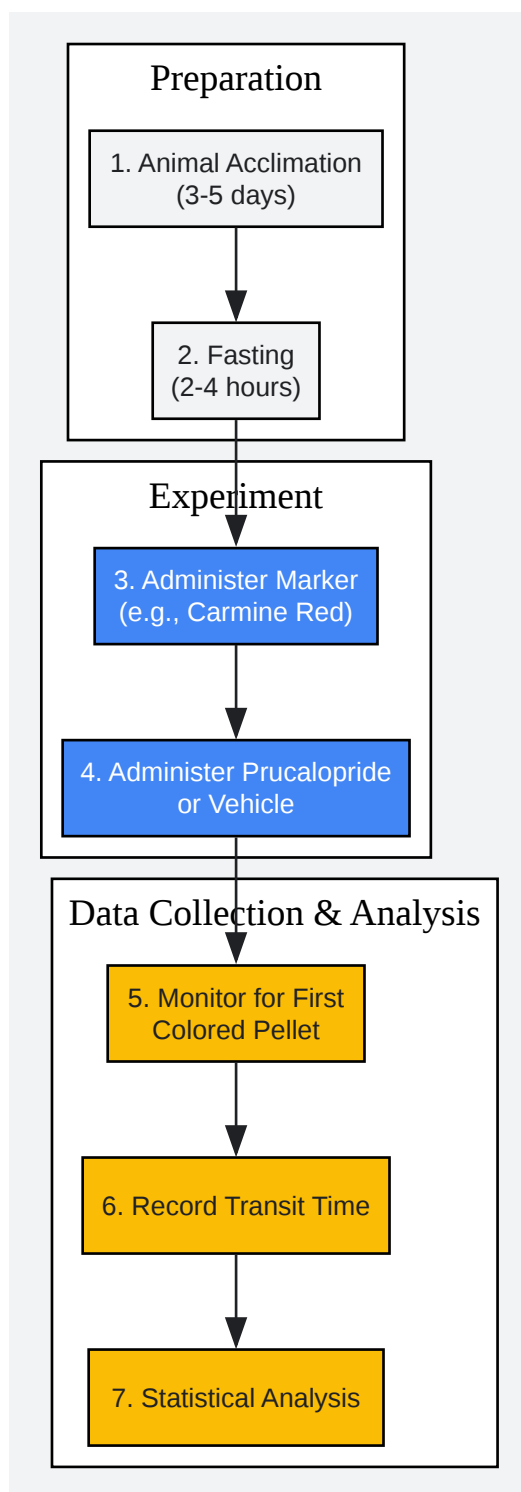 Preparation
1. Animal Acclimation
(3-5 days)
2. Fasting
(2-4 hours)
Experiment
3. Administer Marker
(e.g., Carmine Red)
4. Administer Prucalopride
or Vehicle
Data Collection & Analysis
5. Monitor for First
Colored Pellet
6. Record Transit Time
7. Statistical Analysis